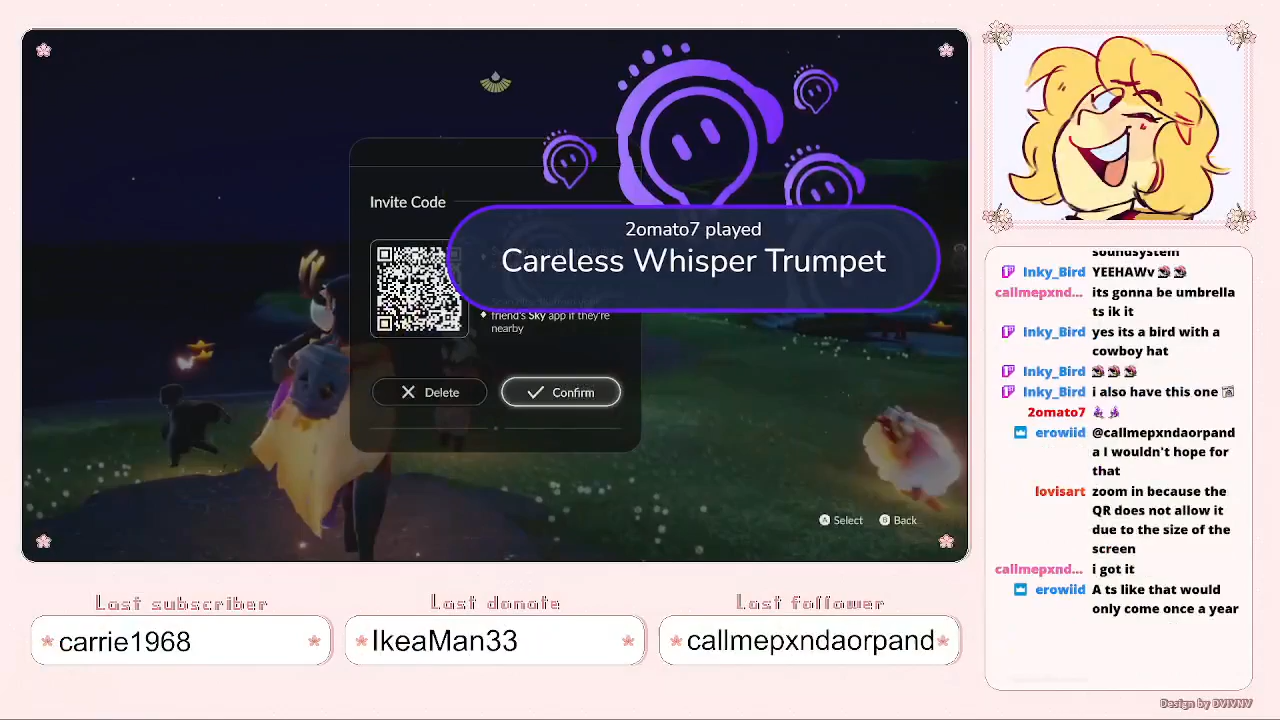 2omato7 played
Careless Whisper Trumpet
Invite Code
friend's Sky app if they're
nearby
Delete
Confirm
Select
Back
soundsystem
Inky_Bird YEEHAWv
callmepxnd... its gonna be umbrella
ts ik it
Inky_Bird yes its a bird with a
cowboy hat
Inky_Bird
Inky_Bird i also have this one
2omato7
erowiid @callmepxndaorpand
a I wouldn't hope for
that
lovisart zoom in because the
QR does not allow it
due to the size of the
screen
callmepxnd... i got it
erowiid A ts like that would
only come once a year
Last subscriber
carrie1968
Last donate
IkeaMan33
Last follower
callmepxndaorpand
Design by DVIVNV